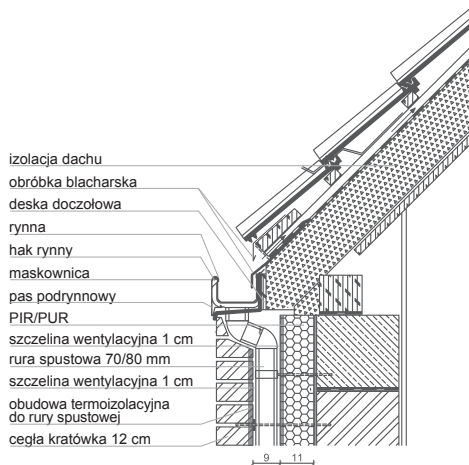 izolacja dachu
obróbka blacharska
deska doczołowa
rynna
hak rynny
maskownica
pas podrynnowy
PIR/PUR
szczelina wentylacyjna 1 cm
rura spustowa 70/80 mm
szczelina wentylacyjna 1 cm
obudowa termoizolacyjna
do rury spustowej
cegła kratówka 12 cm
9 11